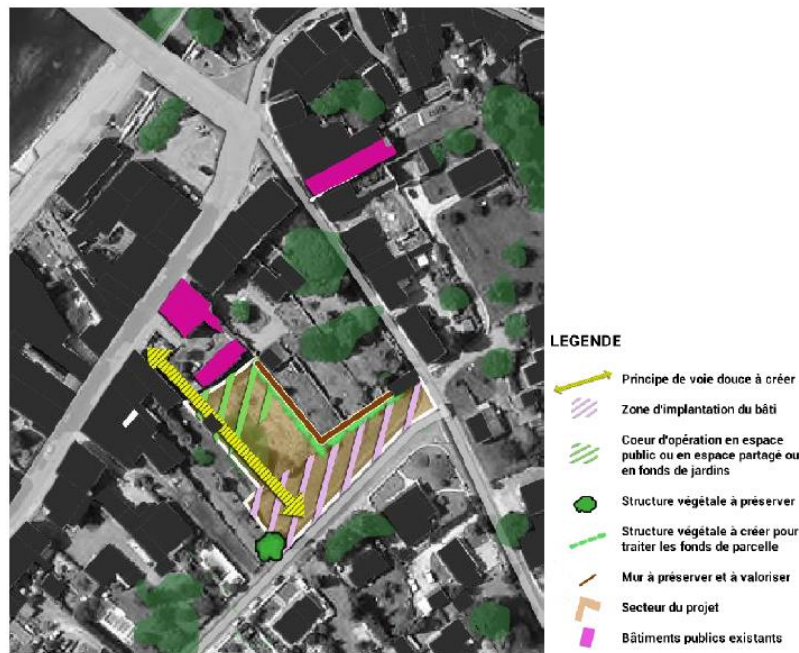 LEGENDE
Principe de voie douce à créer
Zone d'implantation du bâti
Coeur d'opération en espace
public ou en espace partagé ou
en fonds de jardins
Structure végétale à préserver
Structure végétale à créer pour
traiter les fonds de parcelle
Mur à préserver et à valoriser
Secteur du projet
Bâtiments publics existants